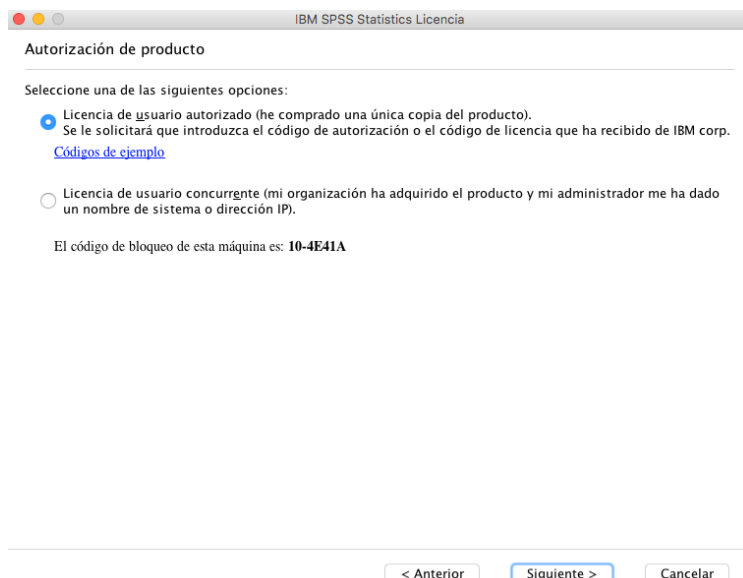 IBM SPSS Statistics Licencia
Autorización de producto
Seleccione una de las siguientes opciones:
Licencia de usuario autorizado (he comprado una única copia del producto).
Se le solicitará que introduzca el código de autorización o el código de licencia que ha recibido de IBM corp.
Códigos de ejemplo
Licencia de usuario concurrente (mi organización ha adquirido el producto y mi administrador me ha dado
un nombre de sistema o dirección IP).
El código de bloqueo de esta máquina es: 10-4E41A
< Anterior Siguiente > Cancelar